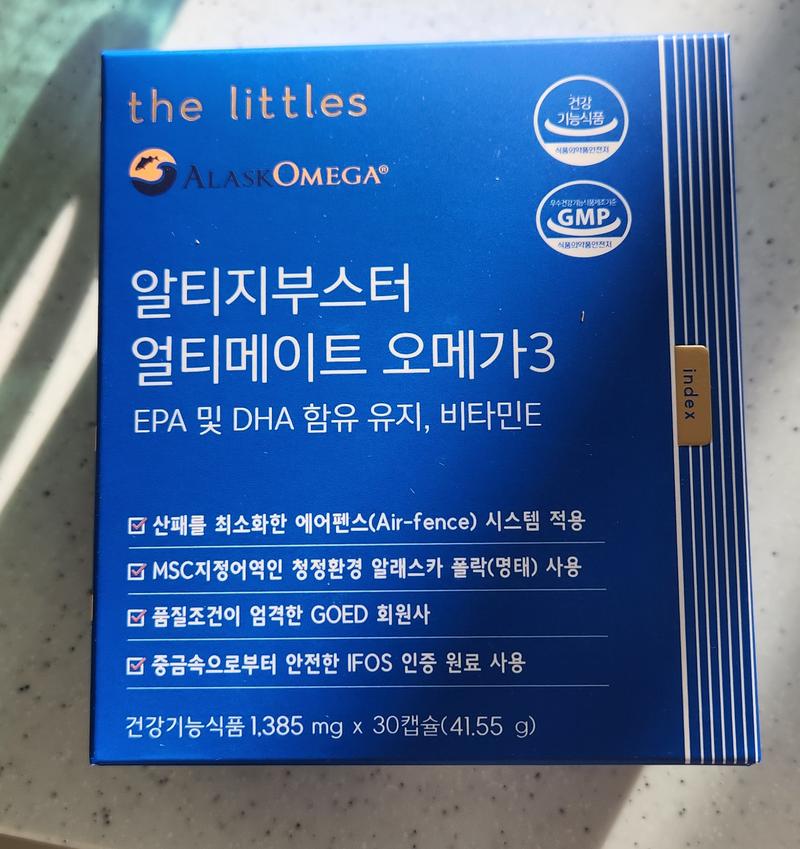 the littles
ALASKOMEGA®
건강
기능식품
식품의약품안전처
우수건강기능식품제조기준
GMP
식품의약품안전처
알티지부스터
얼티메이트 오메가3
EPA 및 DHA 함유 유지, 비타민E
index
산패를 최소화한 에어펜스(Air-fence) 시스템 적용
MSC지정어역인 청정환경 알래스카 폴락(명태) 사용
품질조건이 엄격한 GOED 회원사
중금속으로부터 안전한 IFOS 인증 원료 사용
건강기능식품 1,385 mg x 30캡슐(41.55 g)